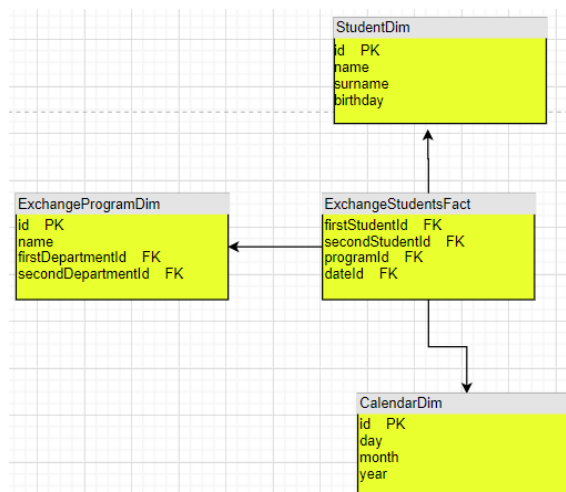 StudentDim
id PK
name
surname
birthday
ExchangeProgramDim
id PK
name
firstDepartmentId FK
secondDepartmentId FK
ExchangeStudentsFact
firstStudentId FK
secondStudentId FK
programId FK
dateId FK
CalendarDim
id PK
day
month
year